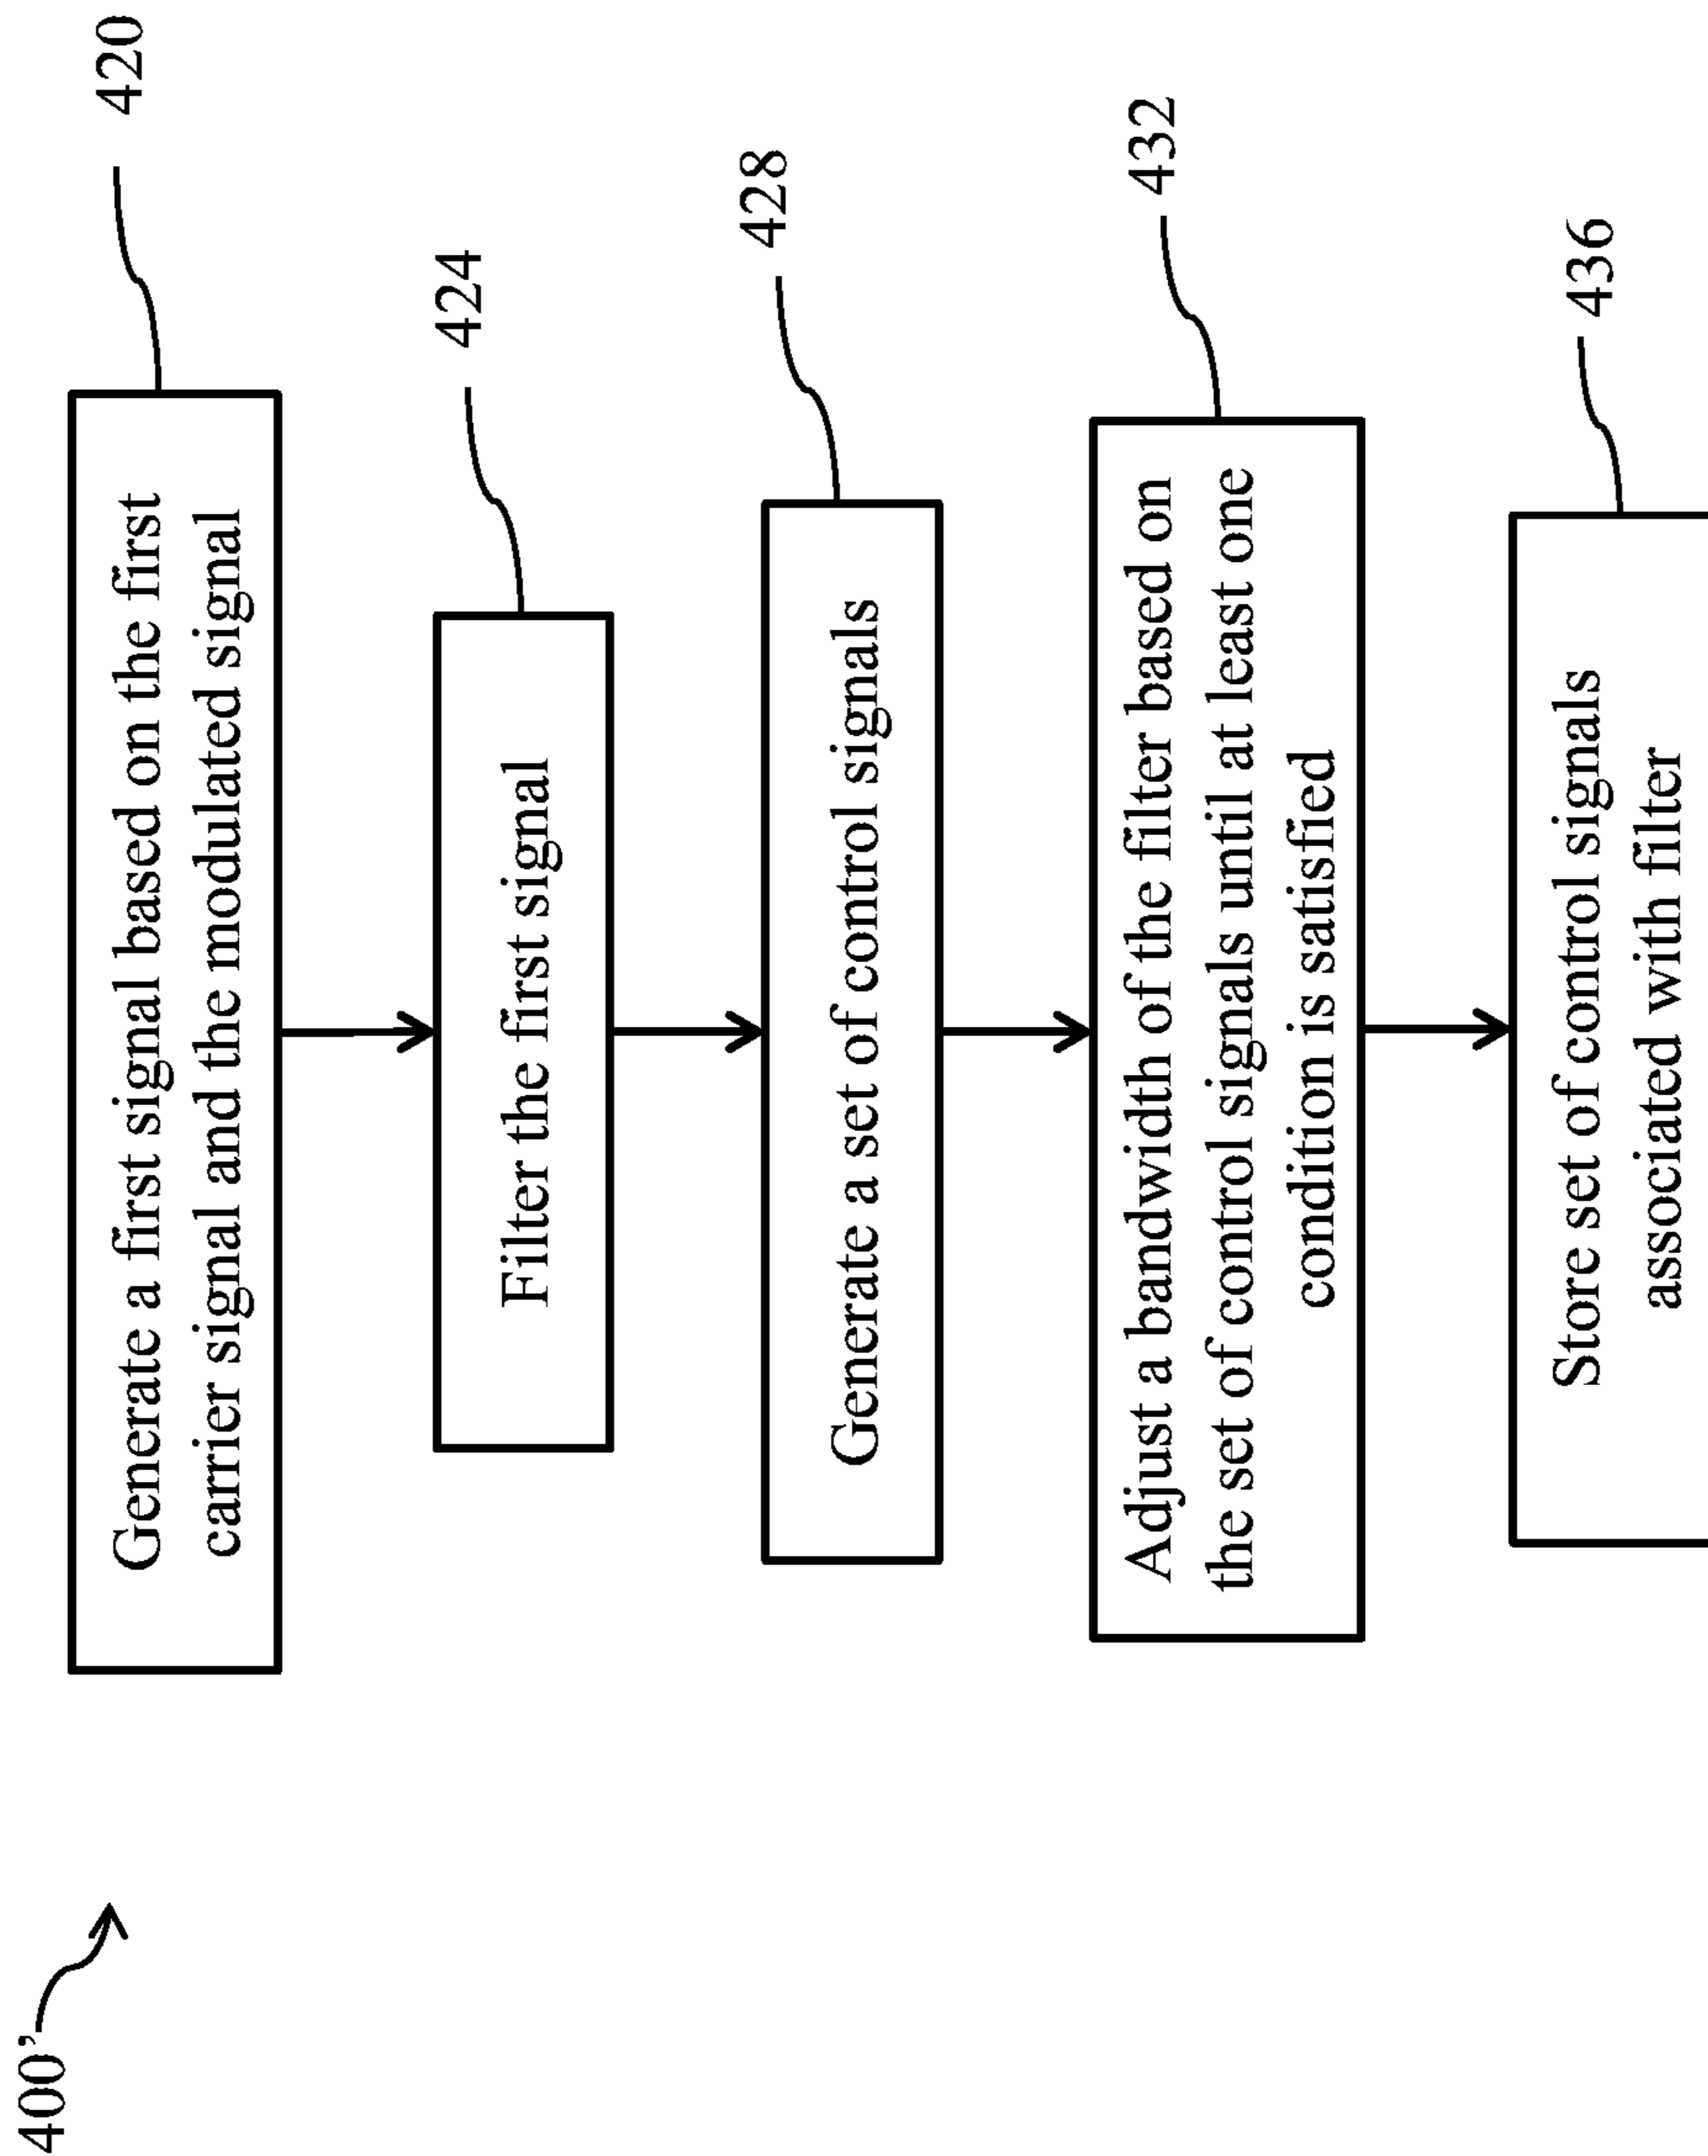 400’
Generate a first signal based on the first
carrier signal and the modulated signal
420
Filter the first signal
424
Generate a set of control signals
428
Adjust a bandwidth of the filter based on
the set of control signals until at least one
condition is satisfied
432
Store set of control signals
associated with filter
436